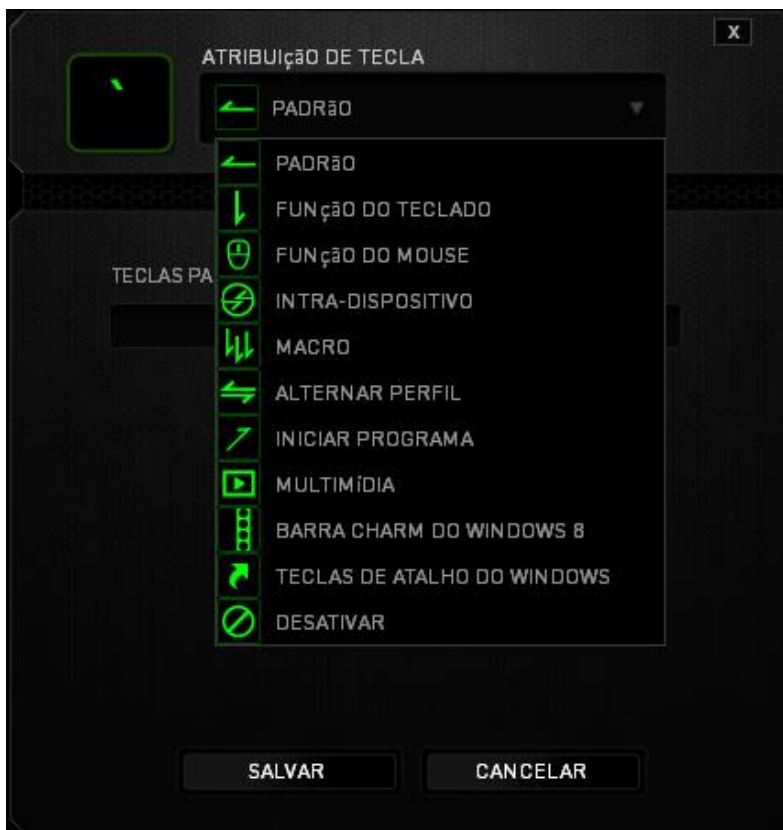 X
ATRIBUIçãO DE TECLA
`
PADRãO
PADRãO
FUNçãO DO TECLADO
FUNçãO DO MOUSE
TECLAS PA
INTRA-DISPOSITIVO
MACRO
ALTERNAR PERFIL
INICIAR PROGRAMA
MULTIMíDIA
BARRA CHARM DO WINDOWS 8
TECLAS DE ATALHO DO WINDOWS
DESATIVAR
SALVAR
CANCELAR